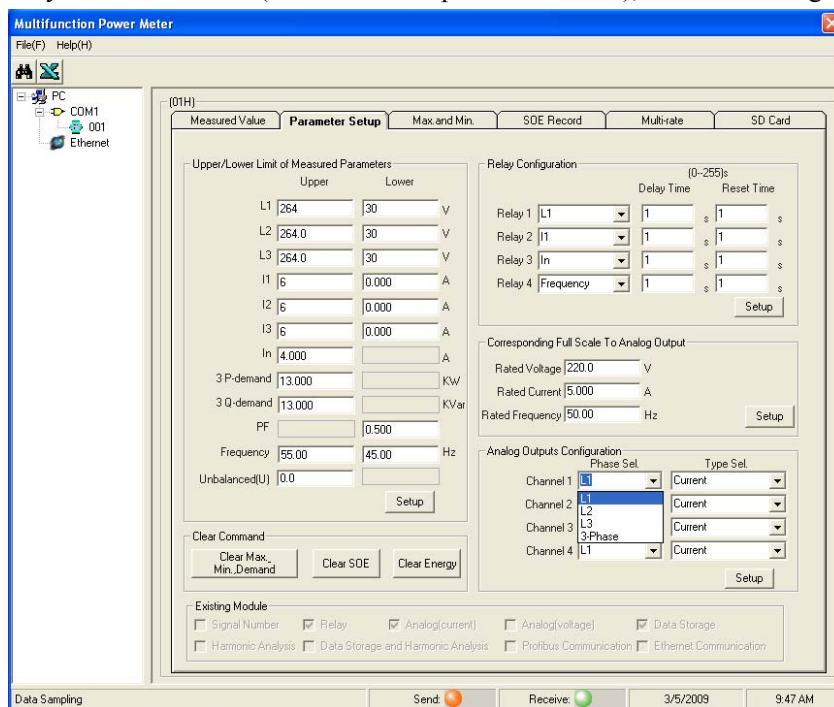 Multifunction Power Meter
File(F) Help(H)
PC
COM1
001
Ethernet
(01H)
Measured Value Parameter Setup Max.and Min. SOE Record Multi-rate SD Card
Upper/Lower Limit of Measured Parameters
Upper Lower
L1 264 30 V
L2 264.0 30 V
L3 264.0 30 V
I1 6 0.000 A
I2 6 0.000 A
I3 6 0.000 A
In 4.000 A
3 P-demand 13.000 KW
3 Q-demand 13.000 KVar
PF 0.500
Frequency 55.00 45.00 Hz
Unbalanced(U) 0.0
Setup
Clear Command
Clear Max., Min.,Demand Clear SOE Clear Energy
Relay Configuration
(0--255)s
Delay Time Reset Time
Relay 1 L1 1 s 1 s
Relay 2 I1 1 s 1 s
Relay 3 In 1 s 1 s
Relay 4 Frequency 1 s 1 s
Setup
Corresponding Full Scale To Analog Output
Rated Voltage 220.0 V
Rated Current 5.000 A
Rated Frequency 50.00 Hz
Setup
Analog Outputs Configuration
Phase Sel. Type Sel.
Channel 1 L1 Current
L1
Channel 2 L2 Current
Channel 3 L3 Current
3-Phase
Channel 4 L1 Current
Setup
Existing Module
Signal Number Relay Analog(current) Analog(voltage) Data Storage
Harmonic Analysis Data Storage and Harmonic Analysis Profibus Communication Ethernet Communication
Data Sampling Send: Receive: 3/5/2009 9:47 AM